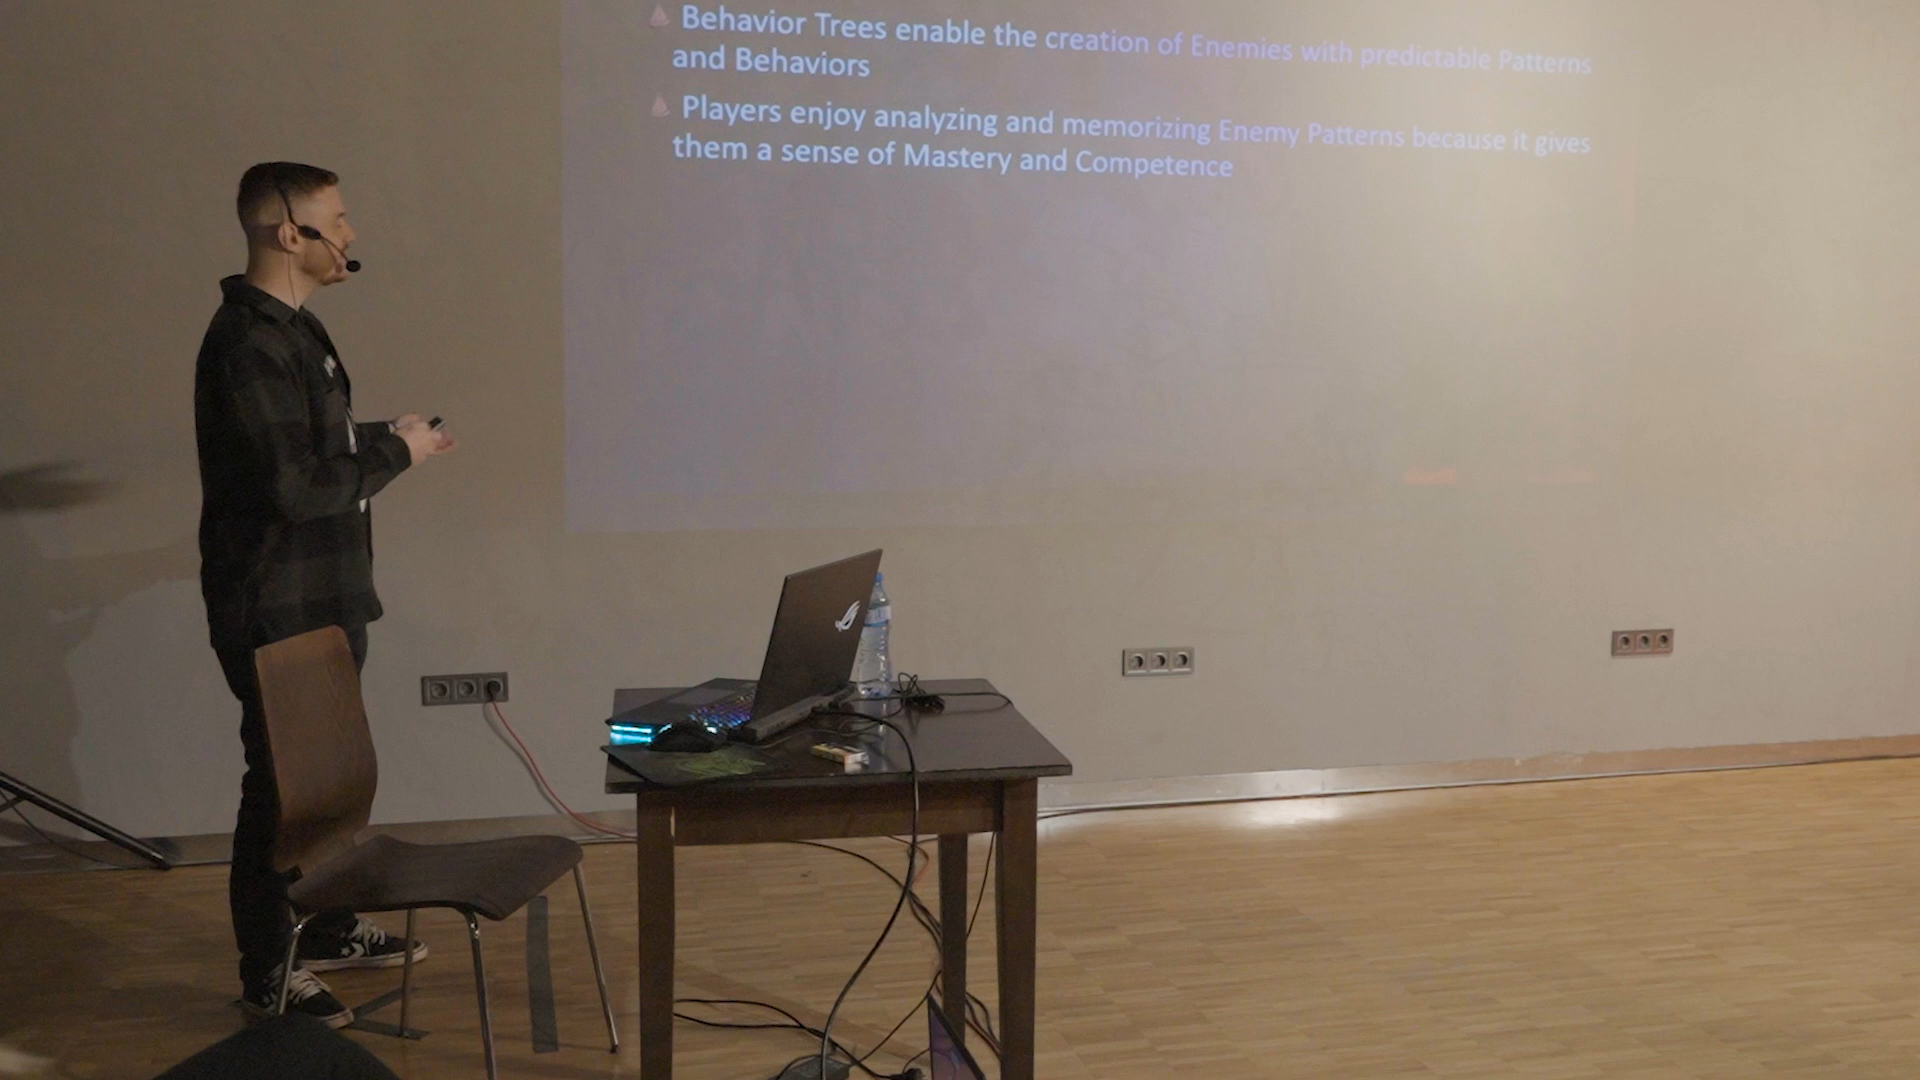 Behavior Trees enable the creation of Enemies with predictable Patterns
and Behaviors
Players enjoy analyzing and memorizing Enemy Patterns because it gives
them a sense of Mastery and Competence